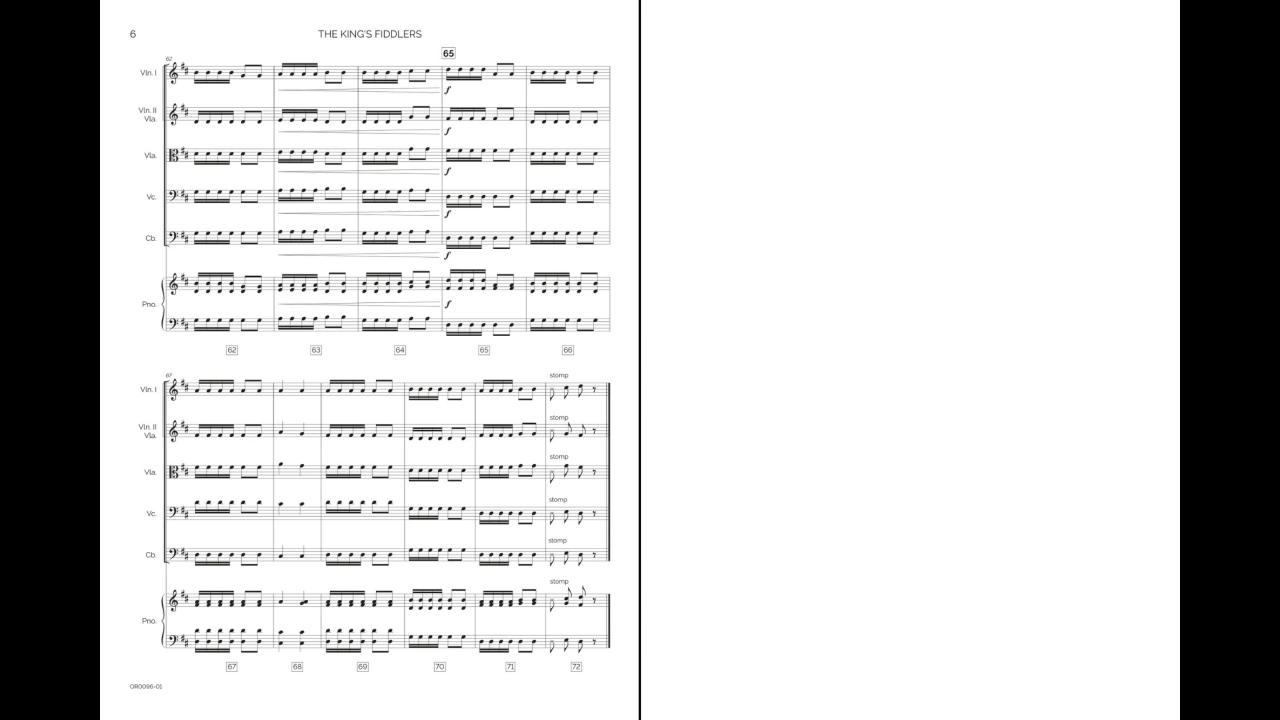 6
THE KING'S FIDDLERS
65
62
Vln. I
Vln. II
Vla.
Vla.
Vc.
Cb.
Pno.
f
f
f
f
f
f
62 63 64 65 66
67
stomp
Vln. I
stomp
Vln. II
Vla.
stomp
Vla.
stomp
Vc.
stomp
Cb.
stomp
Pno.
67 68 69 70 71 72
OR0096-01